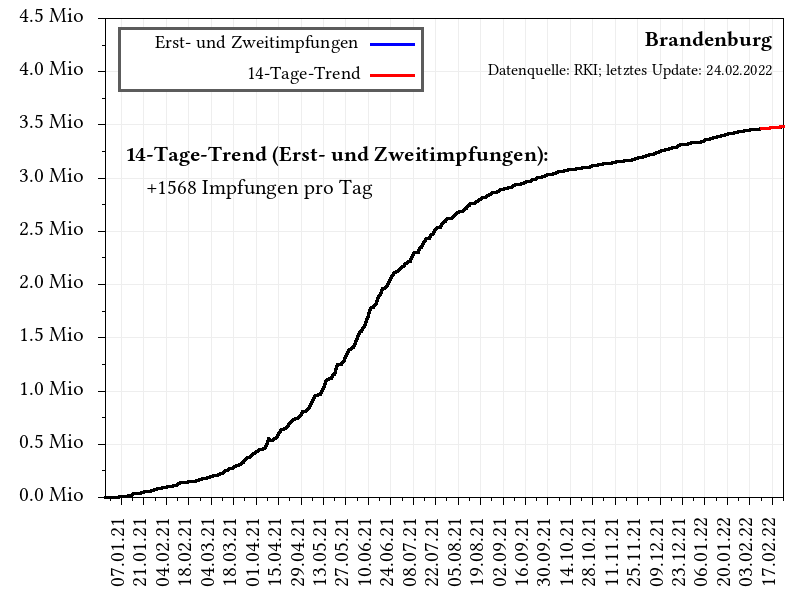 4.5 Mio
4.0 Mio
3.5 Mio
3.0 Mio
2.5 Mio
2.0 Mio
1.5 Mio
1.0 Mio
0.5 Mio
0.0 Mio
Erst- und Zweitimpfungen
14-Tage-Trend
Brandenburg
Datenquelle: RKI; letztes Update: 24.02.2022
14-Tage-Trend (Erst- und Zweitimpfungen):
+1568 Impfungen pro Tag
07.01.21
21.01.21
04.02.21
18.02.21
04.03.21
18.03.21
01.04.21
15.04.21
29.04.21
13.05.21
27.05.21
10.06.21
24.06.21
08.07.21
22.07.21
05.08.21
19.08.21
02.09.21
16.09.21
30.09.21
14.10.21
28.10.21
11.11.21
25.11.21
09.12.21
23.12.21
06.01.22
20.01.22
03.02.22
17.02.22